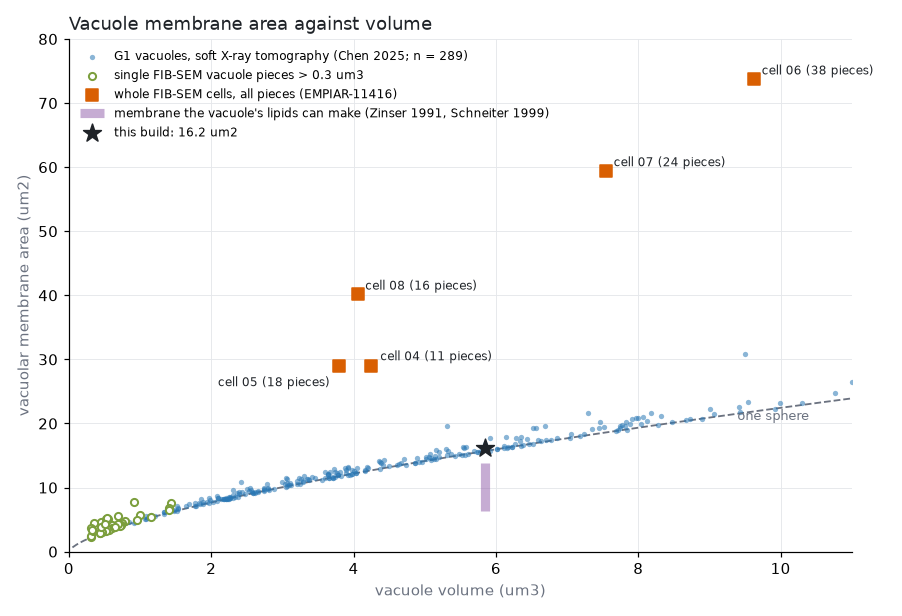 Vacuole membrane area against volume
G1 vacuoles, soft X-ray tomography (Chen 2025; n = 289)
single FIB-SEM vacuole pieces > 0.3 um3
whole FIB-SEM cells, all pieces (EMPIAR-11416)
membrane the vacuole's lipids can make (Zinser 1991, Schneiter 1999)
this build: 16.2 um2
cell 06 (38 pieces)
cell 07 (24 pieces)
cell 08 (16 pieces)
cell 04 (11 pieces)
cell 05 (18 pieces)
one sphere
vacuolar membrane area (um2)
80
70
60
50
40
30
20
10
0
0 2 4 6 8 10
vacuole volume (um3)